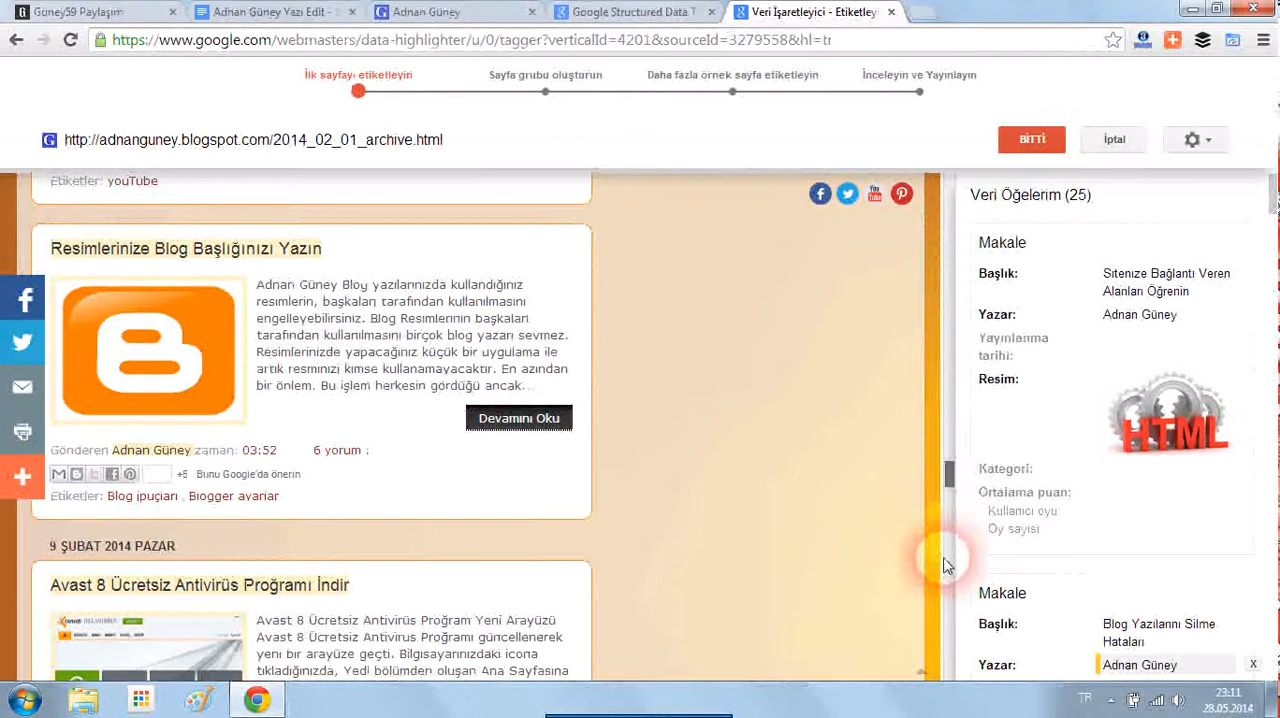 Güney59 Paylaşım
Adnan Güney Yazı Edit -
Adnan Güney
Google Structured Data T
Veri İşaretleyici - Etiketley
https://www.google.com/webmasters/data-highlighter/u/0/tagger?verticalId=4201&sourceId=3279558&hl=tr
İlk sayfayı etiketleyin
Sayfa grubu oluşturun
Daha fazla örnek sayfa etiketleyin
İnceleyin ve Yayınlayın
http://adnanguney.blogspot.com/2014_02_01_archive.html
BİTTİ
İptal
Etiketler: youTube
Resimlerinize Blog Başlığınızı Yazın
Adnan Güney Blog yazılarınızda kullandığınız
resimlerin, başkaları tarafından kullanılmasını
engelleyebilirsiniz. Blog Resimlerinin başkaları
tarafından kullanılmasını birçok blog yazarı sevmez.
Resimlerinizde yapacağınız küçük bir uygulama ile
artık resminizi kimse kullanamayacaktır. En azından
bir önlem. Bu işlem herkesin gördüğü ancak...
Devamını Oku
Gönderen Adnan Güney zaman: 03:52 6 yorum :
+5 Bunu Google'da önerin
Etiketler: Blog ipuçları , Blogger ayarlar
9 ŞUBAT 2014 PAZAR
Avast 8 Ücretsiz Antivirüs Proğramı İndir
Avast 8 Ücretsiz Antivirüs Proğram Yeni Arayüzü
Avast 8 Ücretsiz Antivirüs Proğramı güncellenerek
yeni bir arayüze geçti. Bilgisayarınızdaki icona
tıkladığınızda, Yedi bölümden oluşan Ana Sayfasına
Veri Öğelerim (25)
Makale
Başlık: Sitenize Bağlantı Veren
Alanları Öğrenin
Yazar: Adnan Güney
Yayınlanma
tarihi:
Resim:
HTML
Kategori:
Ortalama puan:
Kullanıcı oyu
Oy sayısı
Makale
Başlık: Blog Yazılarını Silme
Hataları
Yazar: Adnan Güney X
TR
23:11
28.05.2014